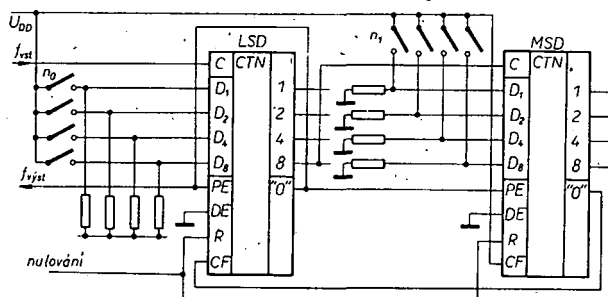 U_DD
f_vst
n_0
LSD
C
CTN
D_1
D_2
D_4
D_8
PE
DE
R
CF
1
2
4
8
"0"
f_výst
nulování
n_1
MSD
C
CTN
D_1
D_2
D_4
D_8
PE
DE
R
CF
1
2
4
8
"0"